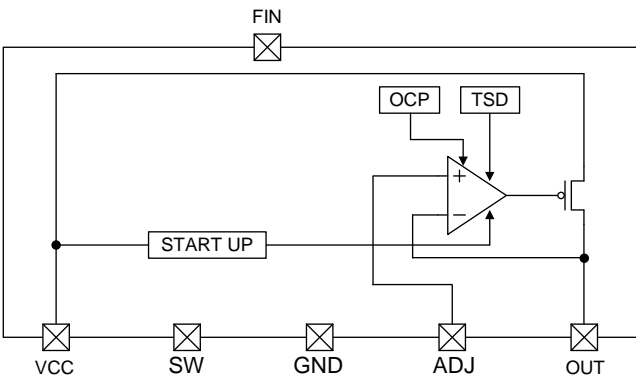 FIN
OCP
TSD
+
−
START UP
VCC
SW
GND
ADJ
OUT